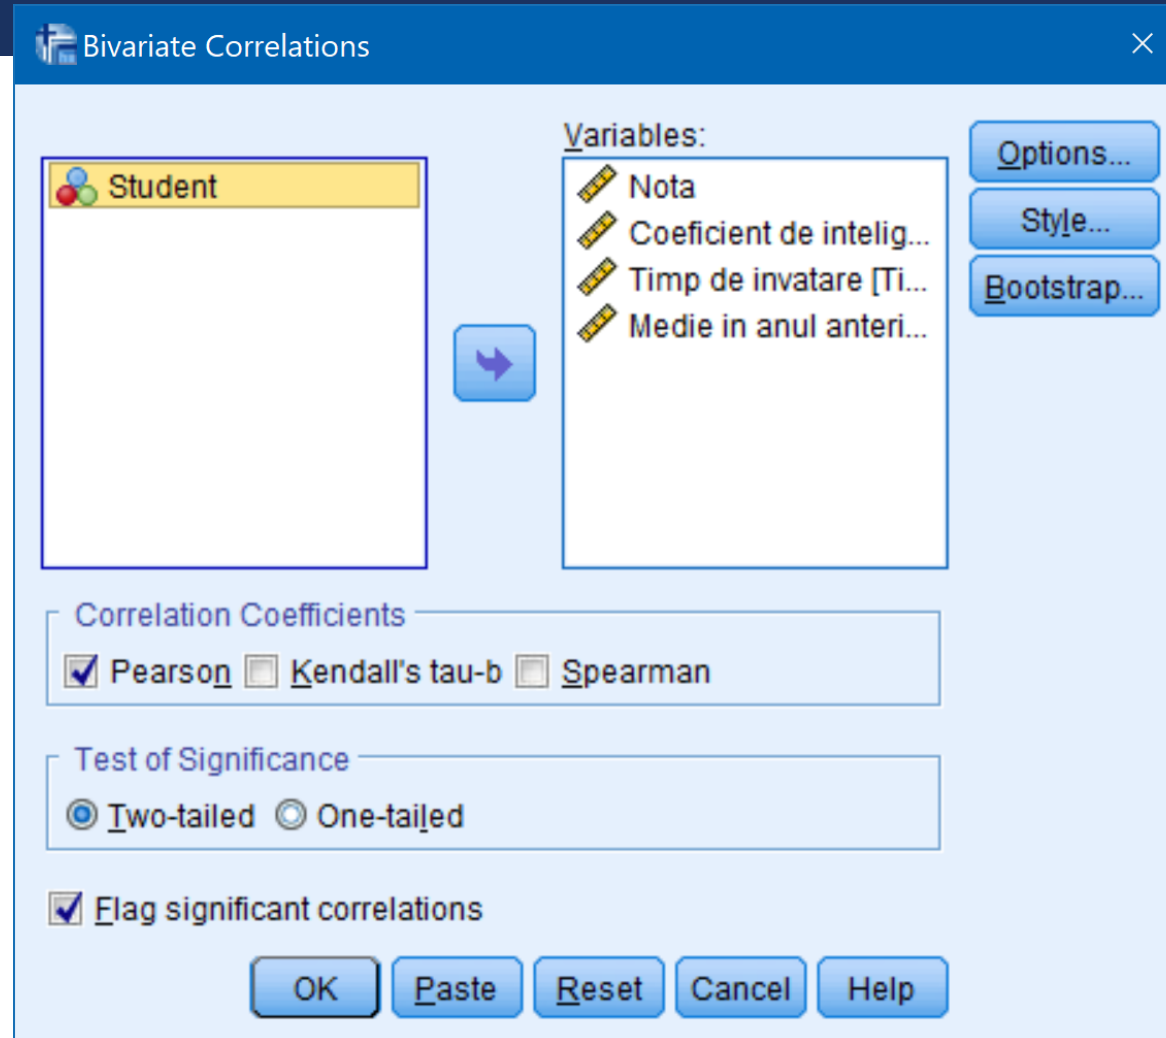 Bivariate Correlations
Variables:
Student
Nota
Coeficient de intelig...
Timp de invatare [Ti...
Medie in anul anteri...
Options...
Style...
Bootstrap...
Correlation Coefficients
Pearson Kendall's tau-b Spearman
Test of Significance
Two-tailed One-tailed
Flag significant correlations
OK Paste Reset Cancel Help